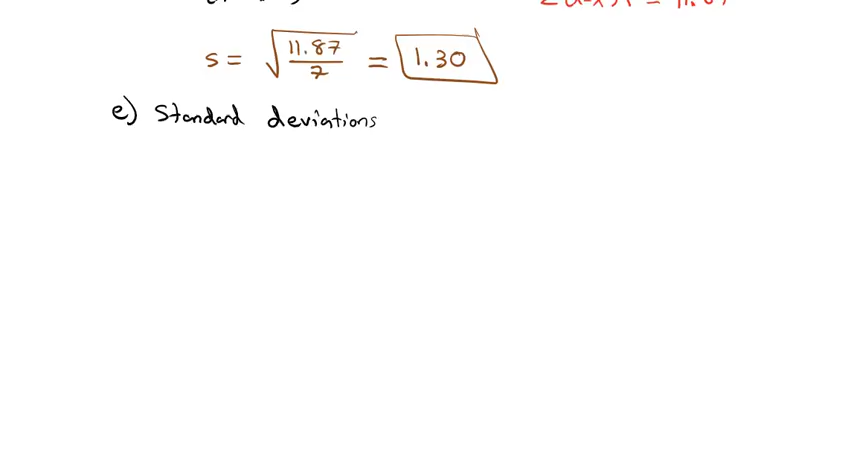 s = √(11.87/7) = 1.30
e) Standard deviations